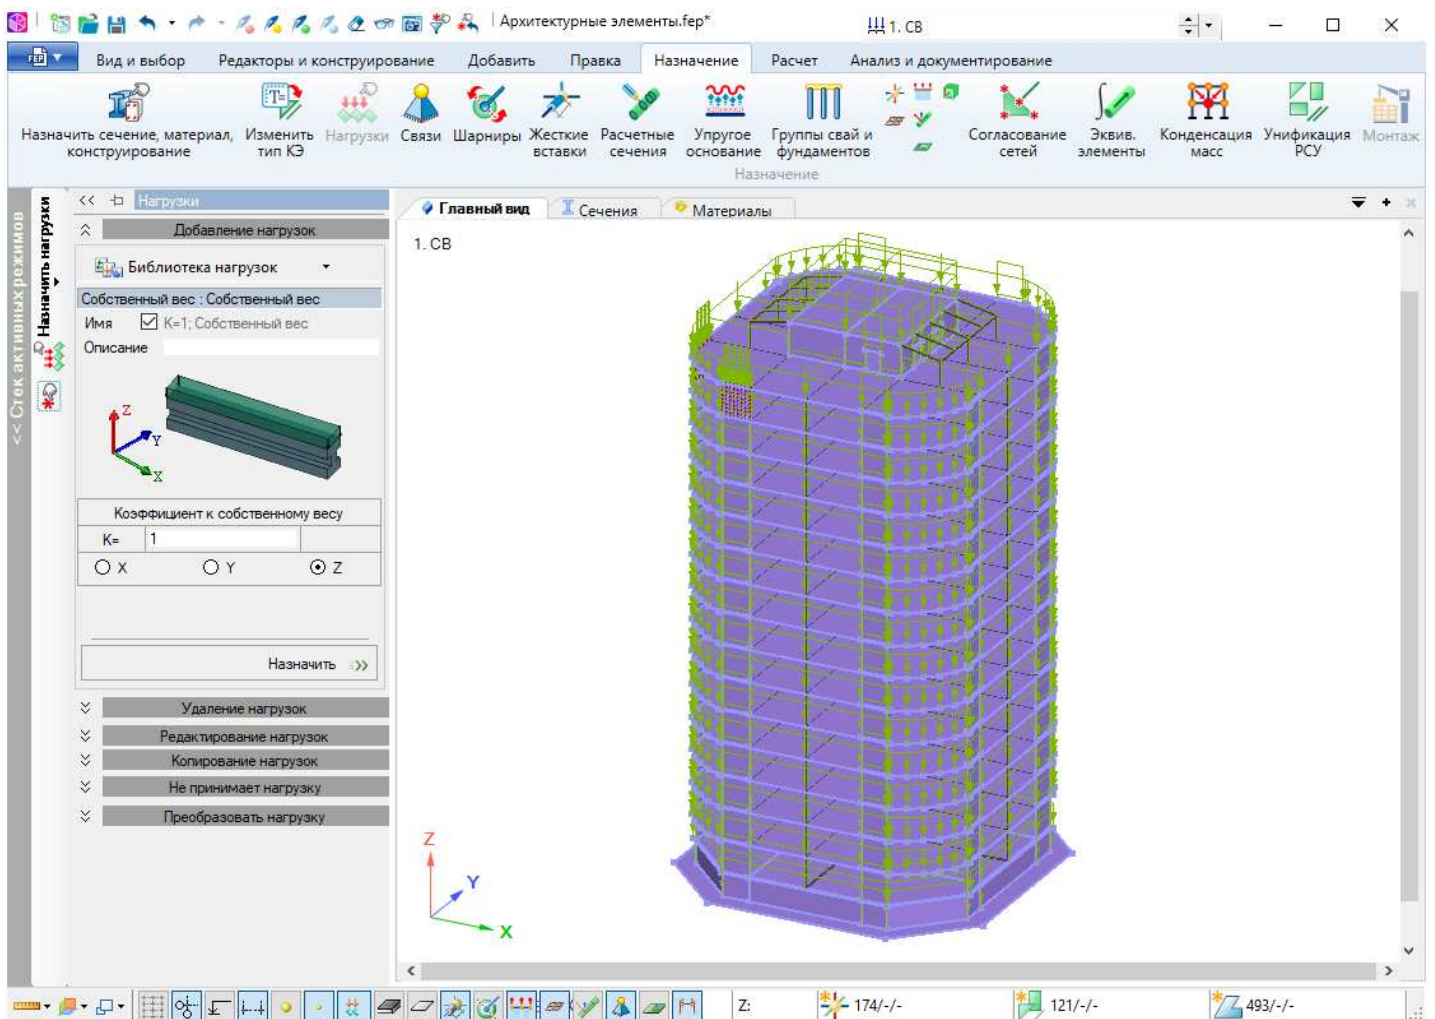 Архитектурные элементы.fep*
1. СВ
FEP
Вид и выбор
Редакторы и конструирование
Добавить
Правка
Назначение
Расчет
Анализ и документирование
Назначить сечение, материал,
конструирование
Изменить
тип КЭ
Нагрузки
Связи
Шарниры
Жесткие
вставки
Расчетные
сечения
Упругое
основание
Группы свай и
фундаментов
Согласование
сетей
Эквив.
элементы
Конденсация
масс
Унификация
РСУ
Монтаж
Назначение
<< Стек активных режимов
Назначить нагрузки
<<
Нагрузки
Добавление нагрузок
Библиотека нагрузок
Собственный вес : Собственный вес
Имя
K=1; Собственный вес
Описание
Z
Y
X
Коэффициент к собственному весу
K=
1
X
Y
Z
Назначить
Удаление нагрузок
Редактирование нагрузок
Копирование нагрузок
Не принимает нагрузку
Преобразовать нагрузку
Главный вид
Сечения
Материалы
1. СВ
Z
Y
X
Z:
174/-/-
121/-/-
493/-/-